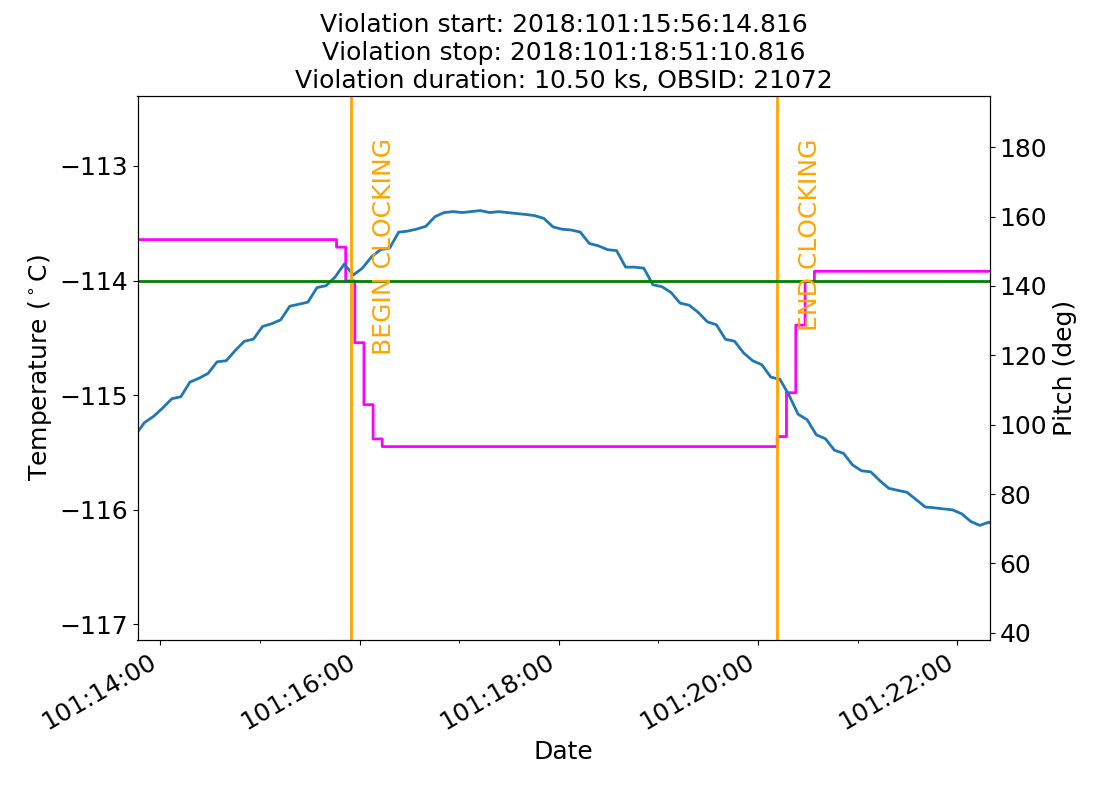 Violation start: 2018:101:15:56:14.816
Violation stop: 2018:101:18:51:10.816
Violation duration: 10.50 ks, OBSID: 21072
−113
−114
−115
−116
−117
Temperature (°C)
BEGIN CLOCKING
END CLOCKING
180
160
140
120
100
80
60
40
Pitch (deg)
101:14:00
101:16:00
101:18:00
101:20:00
101:22:00
Date